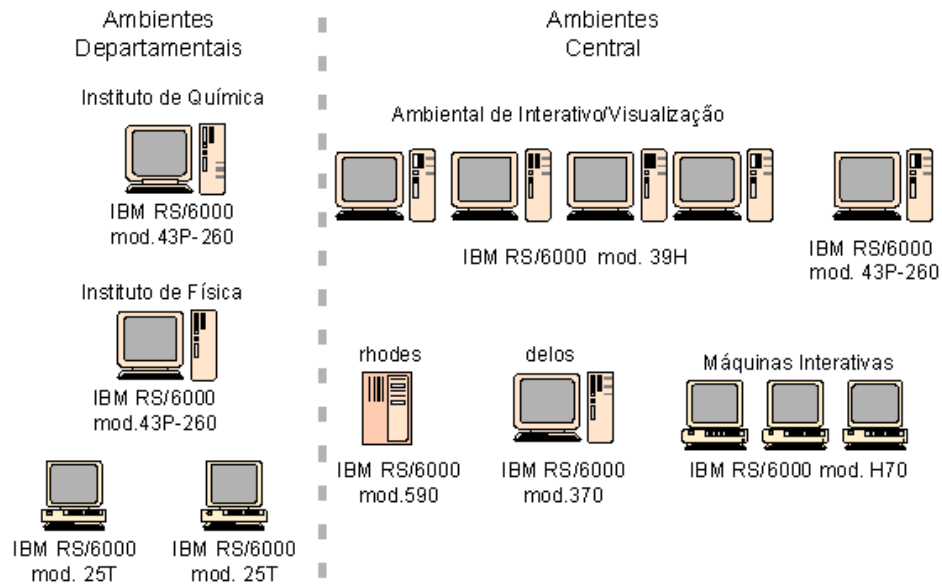 Ambientes
Departamentais
Instituto de Química
IBM RS/6000
mod.43P-260
Instituto de Física
IBM RS/6000
mod.43P-260
IBM RS/6000
mod. 25T
IBM RS/6000
mod. 25T
Ambientes
Central
Ambiental de Interativo/Visualização
IBM RS/6000 mod. 39H
IBM RS/6000
mod. 43P-260
rhodes
IBM RS/6000
mod.590
delos
IBM RS/6000
mod.370
Máquinas Interativas
IBM RS/6000 mod. H70